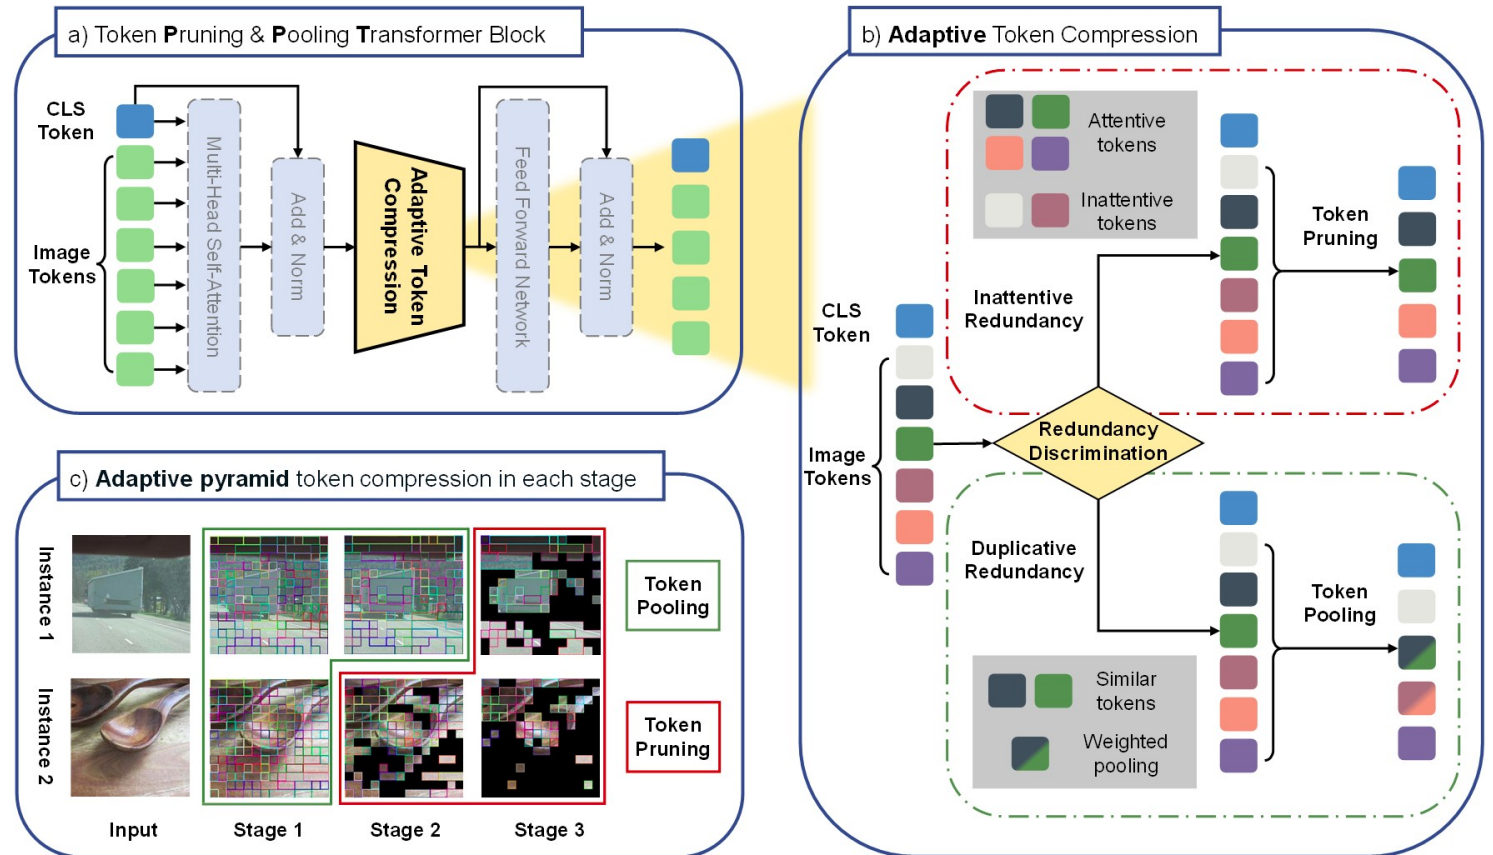 a) Token Pruning & Pooling Transformer Block
CLS
Token
Image
Tokens
Multi-Head Self-Attention
Add & Norm
Adaptive Token
Compression
Feed Forward Network
Add & Norm
b) Adaptive Token Compression
Attentive
tokens
Inattentive
tokens
Token
Pruning
Inattentive
Redundancy
CLS
Token
Image
Tokens
Redundancy
Discrimination
Duplicative
Redundancy
Token
Pooling
Similar
tokens
Weighted
pooling
c) Adaptive pyramid token compression in each stage
Instance 1
Instance 2
Token
Pooling
Token
Pruning
Input
Stage 1
Stage 2
Stage 3